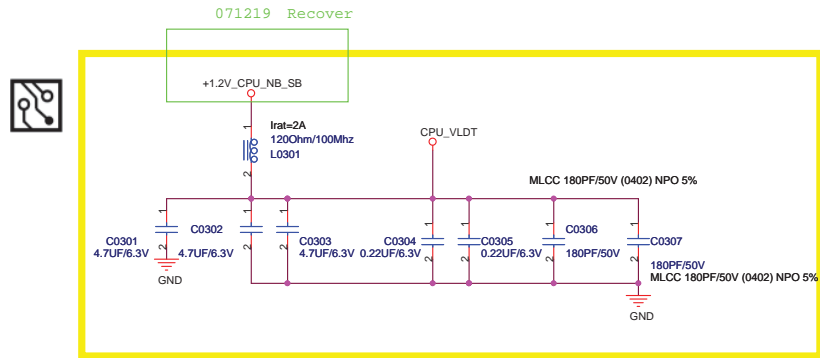 071219 Recover
+1.2V_CPU_NB_SB
1
Irat=2A
120Ohm/100Mhz
L0301
2
CPU_VLDT
MLCC 180PF/50V (0402) NPO 5%
1
1
1
1
1
1
1
C0301
C0302
C0303
C0304
C0305
C0306
C0307
2
2
2
2
2
2
2
4.7UF/6.3V
4.7UF/6.3V
4.7UF/6.3V
0.22UF/6.3V
0.22UF/6.3V
180PF/50V
180PF/50V
MLCC 180PF/50V (0402) NPO 5%
GND
GND